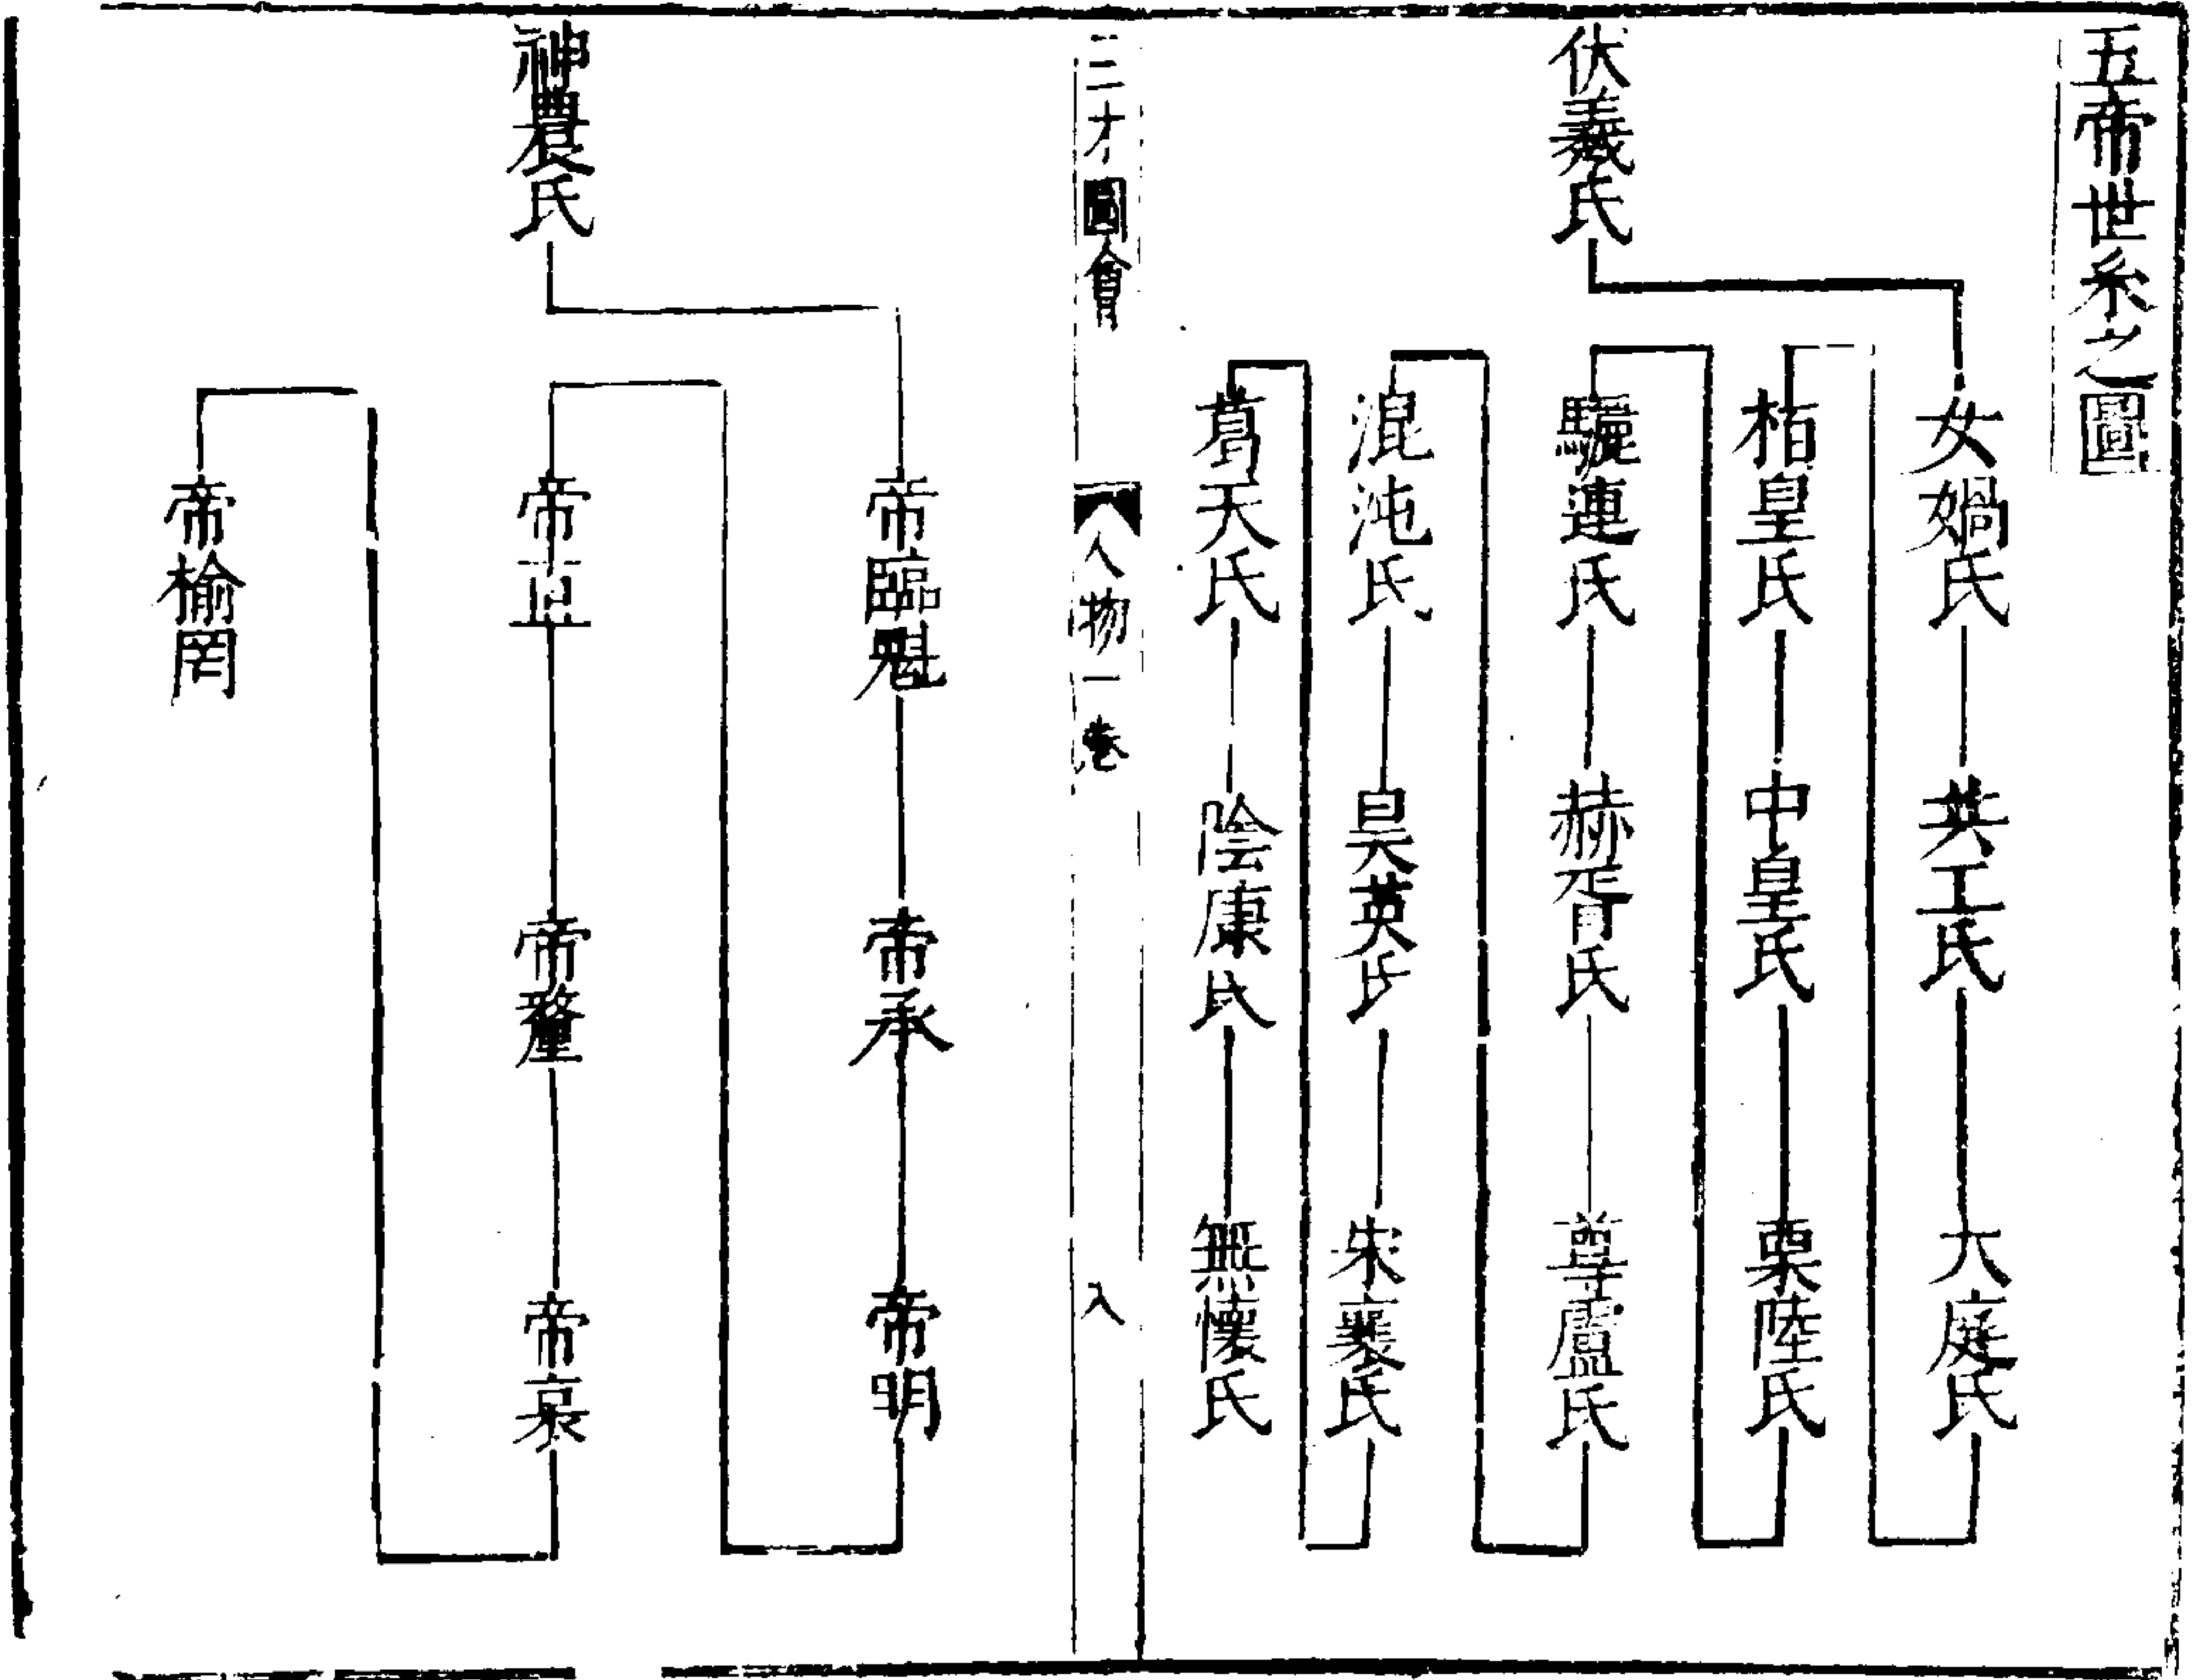 五帝世系之圖
伏羲氏
女媧氏
共工氏
大庭氏
栢皇氏
中皇氏
栗陸氏
驪連氏
赫胥氏
尊盧氏
混沌氏
昊英氏
朱襄氏
葛天氏
陰康氏
無懷氏
三才圖會
人物一卷
八
神農氏
帝臨魁
帝承
帝明
帝直
帝釐
帝哀
帝榆罔